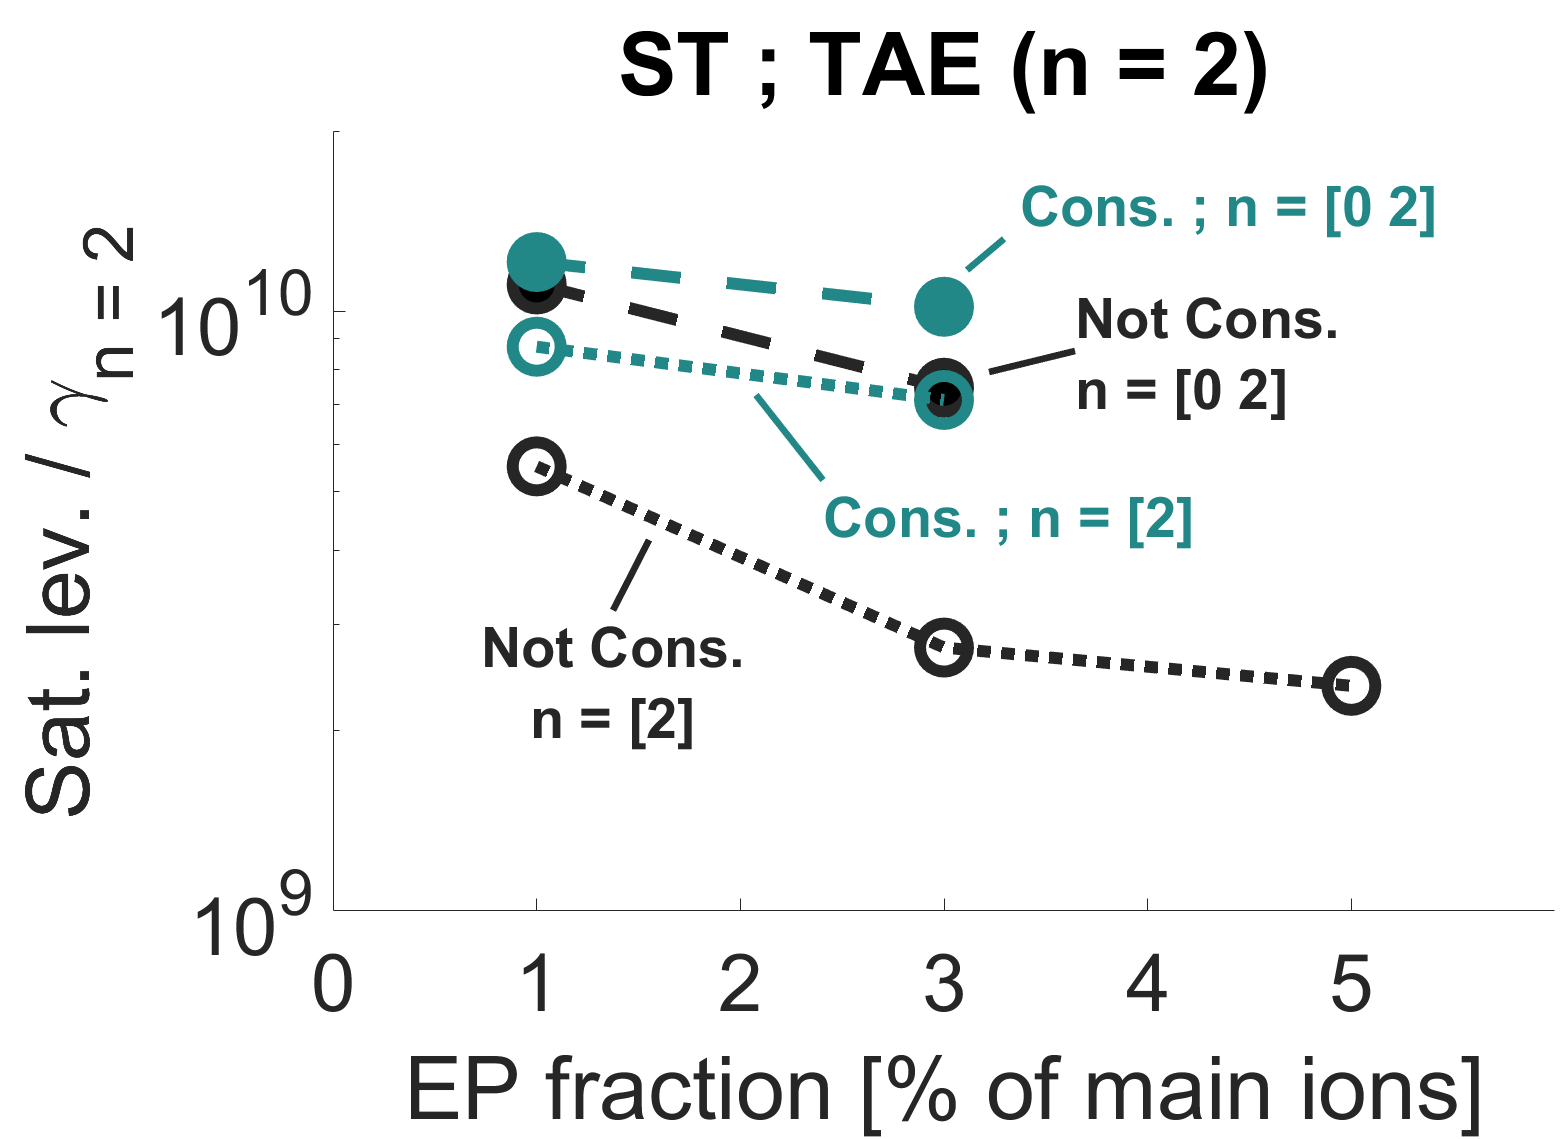 ST ; TAE (n = 2)
Cons. ; n = [0 2]
Not Cons.
n = [0 2]
Cons. ; n = [2]
Not Cons.
n = [2]
Sat. lev. / γn = 2
10^10
10^9
0 1 2 3 4 5
EP fraction [% of main ions]